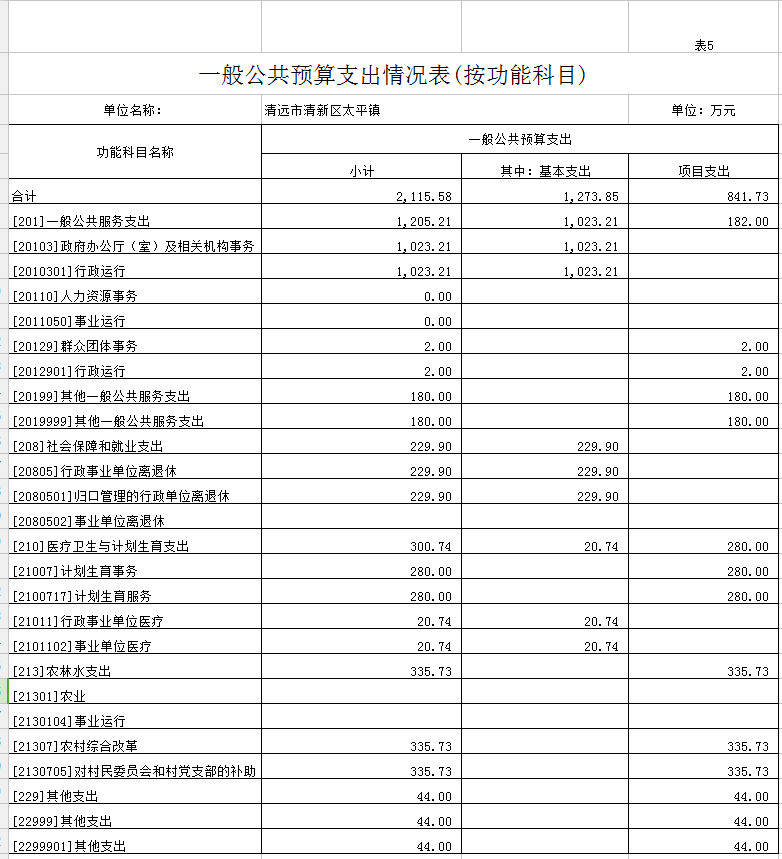 表5
一般公共预算支出情况表(按功能科目)
单位名称： 清远市清新区太平镇 单位：万元
功能科目名称 一般公共预算支出
小计 其中：基本支出 项目支出
合计 2,115.58 1,273.85 841.73
[201]一般公共服务支出 1,205.21 1,023.21 182.00
[20103]政府办公厅（室）及相关机构事务 1,023.21 1,023.21
[2010301]行政运行 1,023.21 1,023.21
[20110]人力资源事务 0.00
[2011050]事业运行 0.00
[20129]群众团体事务 2.00 2.00
[2012901]行政运行 2.00 2.00
[20199]其他一般公共服务支出 180.00 180.00
[2019999]其他一般公共服务支出 180.00 180.00
[208]社会保障和就业支出 229.90 229.90
[20805]行政事业单位离退休 229.90 229.90
[2080501]归口管理的行政单位离退休 229.90 229.90
[2080502]事业单位离退休
[210]医疗卫生与计划生育支出 300.74 20.74 280.00
[21007]计划生育事务 280.00 280.00
[2100717]计划生育服务 280.00 280.00
[21011]行政事业单位医疗 20.74 20.74
[2101102]事业单位医疗 20.74 20.74
[213]农林水支出 335.73 335.73
[21301]农业
[2130104]事业运行
[21307]农村综合改革 335.73 335.73
[2130705]对村民委员会和村党支部的补助 335.73 335.73
[229]其他支出 44.00 44.00
[22999]其他支出 44.00 44.00
[2299901]其他支出 44.00 44.00